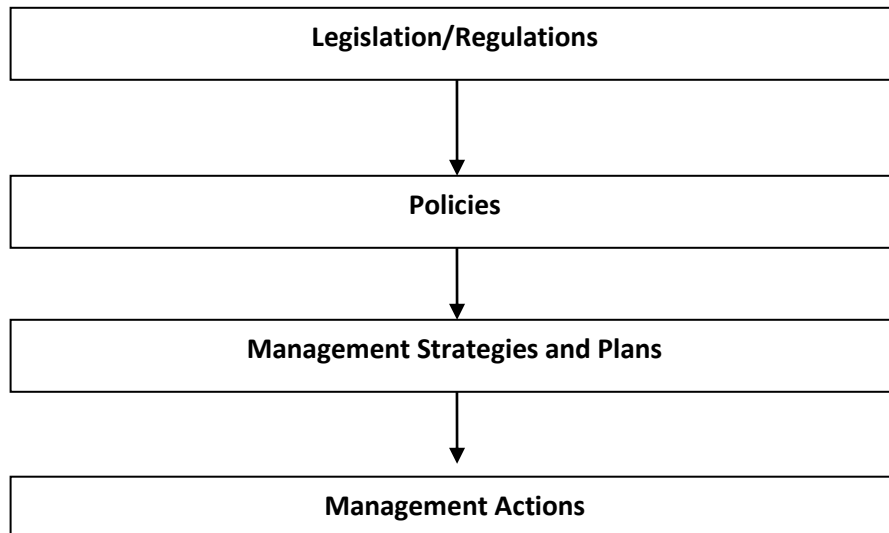 Legislation/Regulations
Policies
Management Strategies and Plans
Management Actions